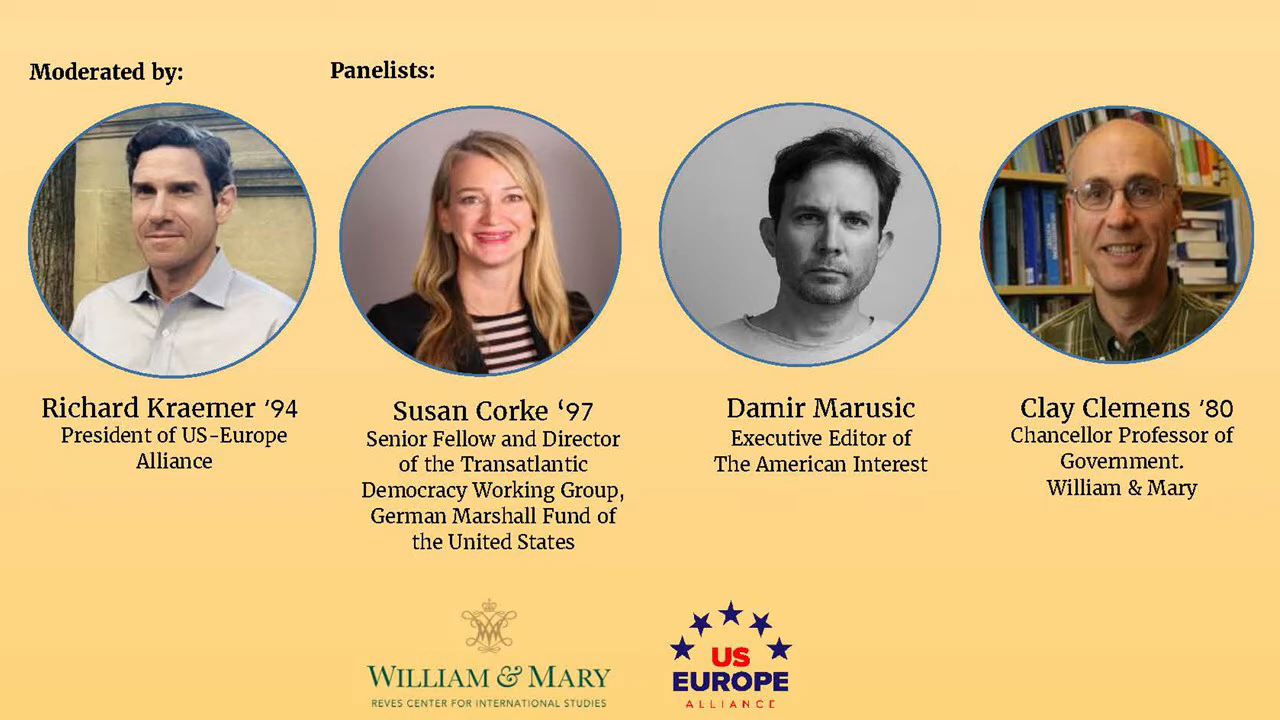 Moderated by:
Panelists:
Richard Kraemer '94
President of US-Europe
Alliance
Susan Corke ‘97
Senior Fellow and Director
of the Transatlantic
Democracy Working Group,
German Marshall Fund of
the United States
Damir Marusic
Executive Editor of
The American Interest
Clay Clemens '80
Chancellor Professor of
Government.
William & Mary
WILLIAM & MARY
REVES CENTER FOR INTERNATIONAL STUDIES
US
EUROPE
ALLIANCE